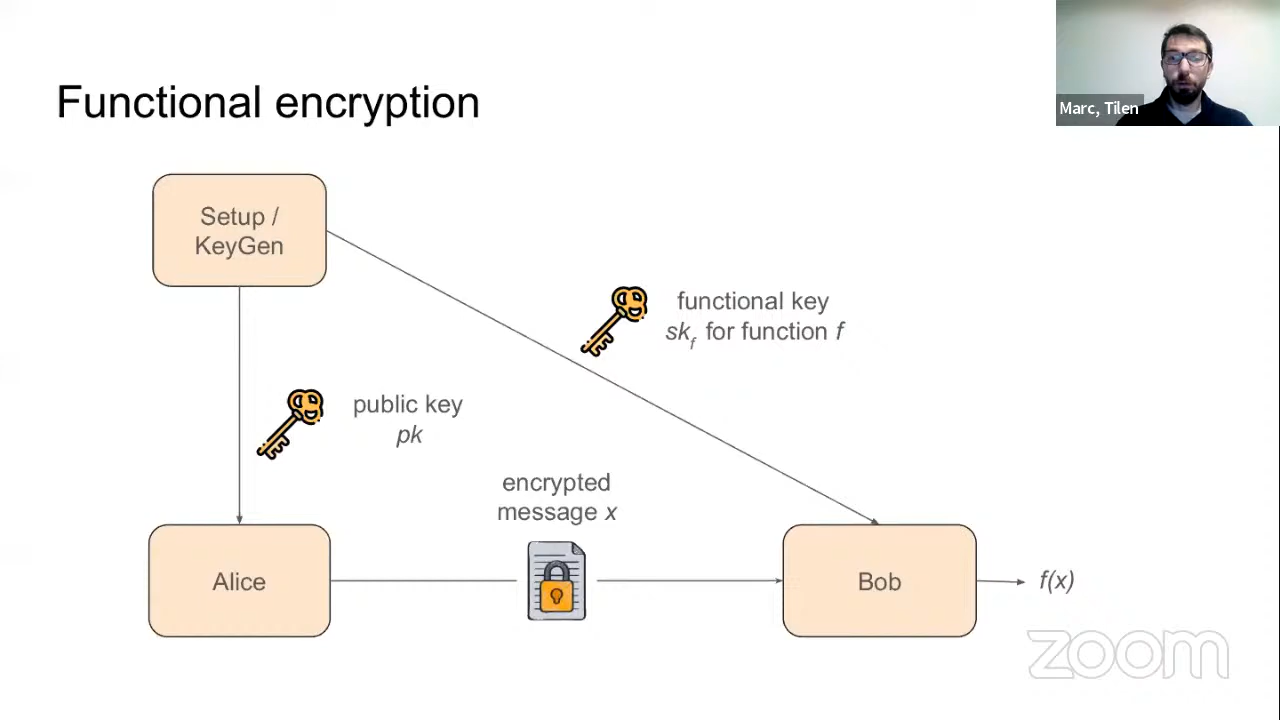 Functional encryption
Marc, Tilen
Setup /
KeyGen
functional key
sk_f for function f
public key
pk
encrypted
message x
Alice
Bob
f(x)
zoom